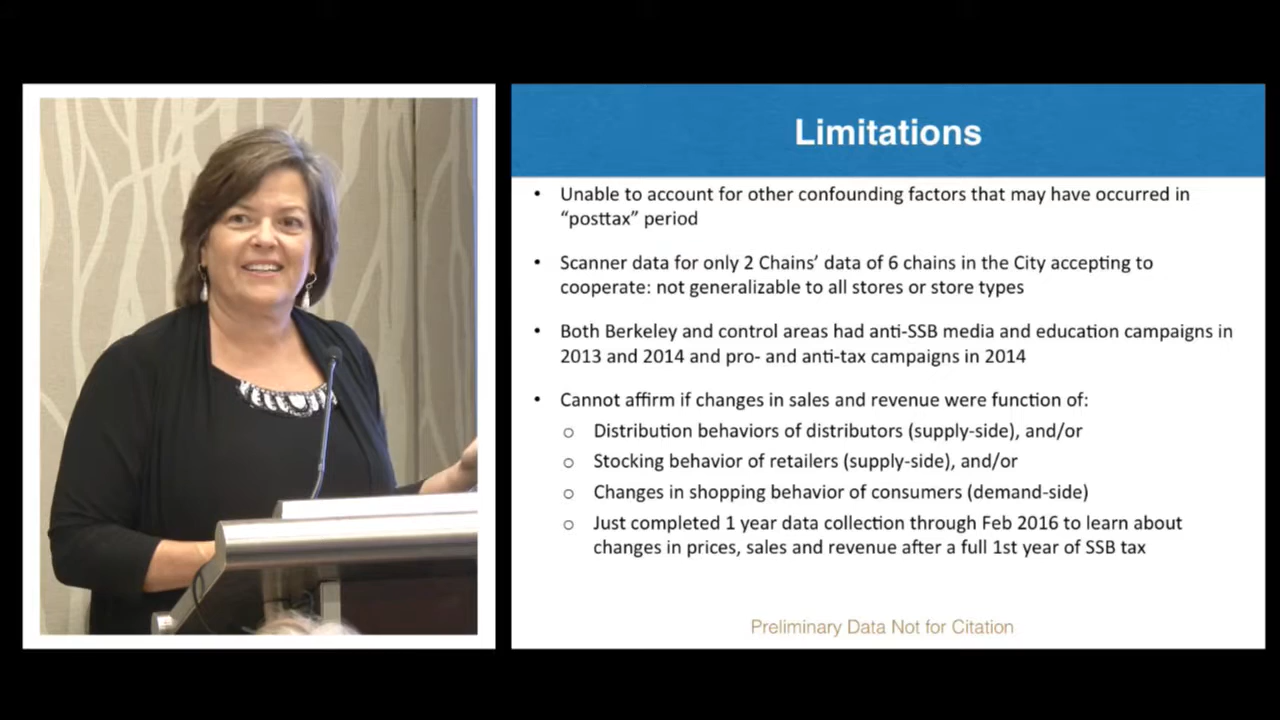 Limitations
• Unable to account for other confounding factors that may have occurred in
“posttax” period
• Scanner data for only 2 Chains’ data of 6 chains in the City accepting to
cooperate: not generalizable to all stores or store types
• Both Berkeley and control areas had anti-SSB media and education campaigns in
2013 and 2014 and pro- and anti-tax campaigns in 2014
• Cannot affirm if changes in sales and revenue were function of:
o Distribution behaviors of distributors (supply-side), and/or
o Stocking behavior of retailers (supply-side), and/or
o Changes in shopping behavior of consumers (demand-side)
o Just completed 1 year data collection through Feb 2016 to learn about
changes in prices, sales and revenue after a full 1st year of SSB tax
Preliminary Data Not for Citation